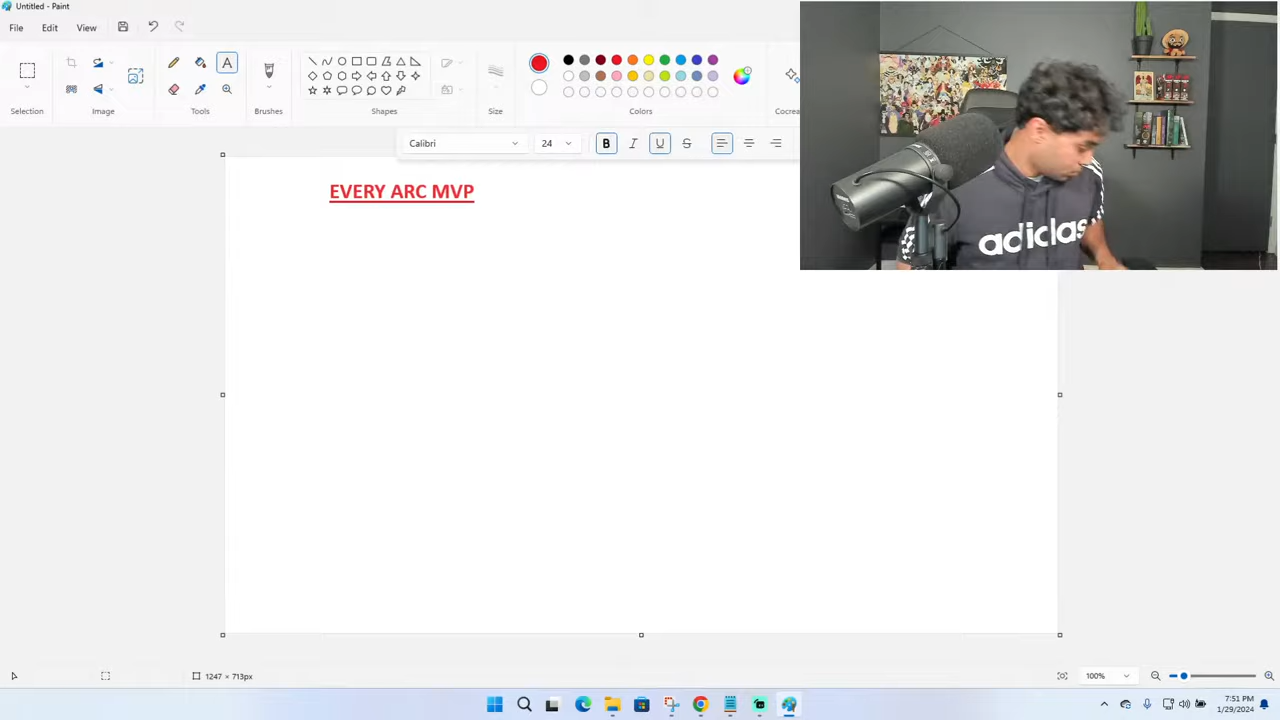 Untitled - Paint
File Edit View
Selection Image Tools Brushes Shapes Size Colors Cocrea
Calibri 24 B I U S
EVERY ARC MVP
adidas
1247 × 713px 100%
7:51 PM
1/29/2024